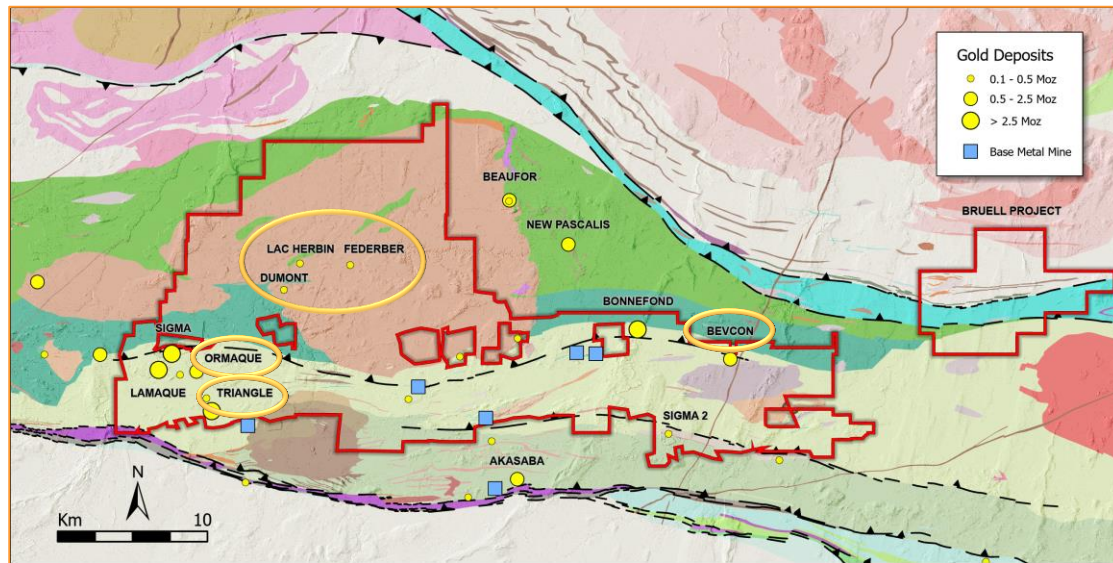 Gold Deposits
0.1 - 0.5 Moz
0.5 - 2.5 Moz
> 2.5 Moz
Base Metal Mine
BEAUFOR
NEW PASCALIS
BRUELL PROJECT
LAC HERBIN FEDERBER
DUMONT
BONNEFOND
SIGMA
BEVCON
ORMAQUE
LAMAQUE TRIANGLE
SIGMA 2
AKASABA
N
Km 10